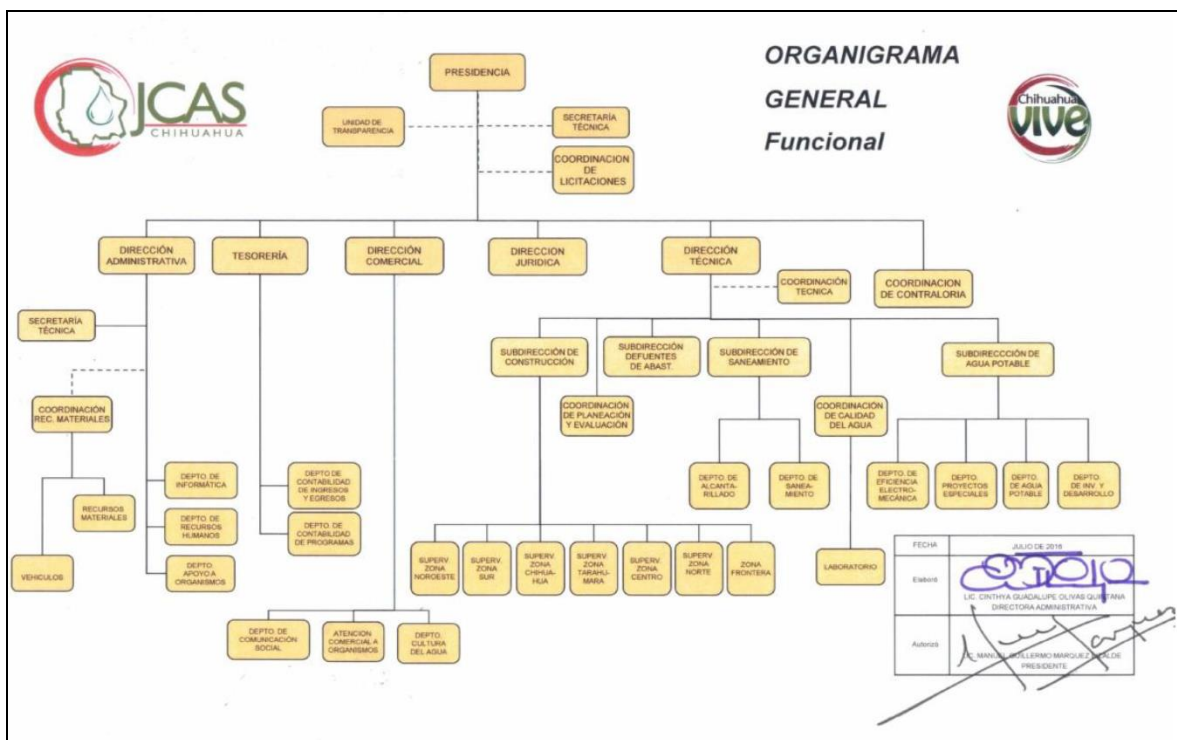 JCAS
CHIHUAHUA
ORGANIGRAMA
GENERAL
Funcional
Chihuahua
vive
PRESIDENCIA
UNIDAD DE
TRANSPARENCIA
SECRETARÍA
TÉCNICA
COORDINACION
DE
LICITACIONES
DIRECCIÓN
ADMINISTRATIVA
TESORERÍA
DIRECCIÓN
COMERCIAL
DIRECCION
JURIDICA
DIRECCIÓN
TÉCNICA
COORDINACIÓN
TECNICA
COORDINACION
DE CONTRALORIA
SECRETARÍA
TÉCNICA
SUBDIRECCIÓN DE
CONSTRUCCIÓN
SUBDIRECCIÓN
DEFUENTES
DE ABAST.
SUBDIRECCIÓN DE
SANEAMIENTO
SUBDIRECCCIÓN DE
AGUA POTABLE
COORDINACIÓN
REC. MATERIALES
COORDINACIÓN
DE PLANEACIÓN
Y EVALUACIÓN
COORDINACIÓN
DE CALIDAD
DEL AGUA
DEPTO. DE
INFORMÁTICA
DEPTO DE
CONTABILIDAD
DE INGRESOS
Y EGRESOS
DEPTO. DE
ALCANTA-
RILLADO
DEPTO. DE
SANEA-
MIENTO
DEPTO. DE
EFICIENCIA
ELECTRO-
MECÁNICA
DEPTO.
PROYECTOS
ESPECIALES
DEPTO.
DE AGUA
POTABLE
DEPTO.
DE INV. Y
DESARROLLO
RECURSOS
MATERIALES
DEPTO. DE
RECURSOS
HUMANOS
DEPTO. DE
CONTABILIDAD
DE PROGRAMAS
VEHICULOS
DEPTO.
APOYO A
ORGANISMOS
SUPERV.
ZONA
NOROESTE
SUPERV.
ZONA
SUR
SUPERV.
ZONA
CHIHUA-
HUA
SUPERV.
ZONA
TARAHU-
MARA
SUPERV.
ZONA
CENTRO
SUPERV.
ZONA
NORTE
ZONA
FRONTERA
LABORATORIO
DEPTO. DE
COMUNICACIÓN
SOCIAL
ATENCION
COMERCIAL A
ORGANISMOS
DEPTO.
CULTURA
DEL AGUA
FECHA
JULIO DE 2016
Elaboró
LIC. CINTHYA GUADALUPE OLIVAS QUINTANA
DIRECTORA ADMINISTRATIVA
Autorizó
LIC. MANUEL GUILLERMO MARQUEZ
PRESIDENTE